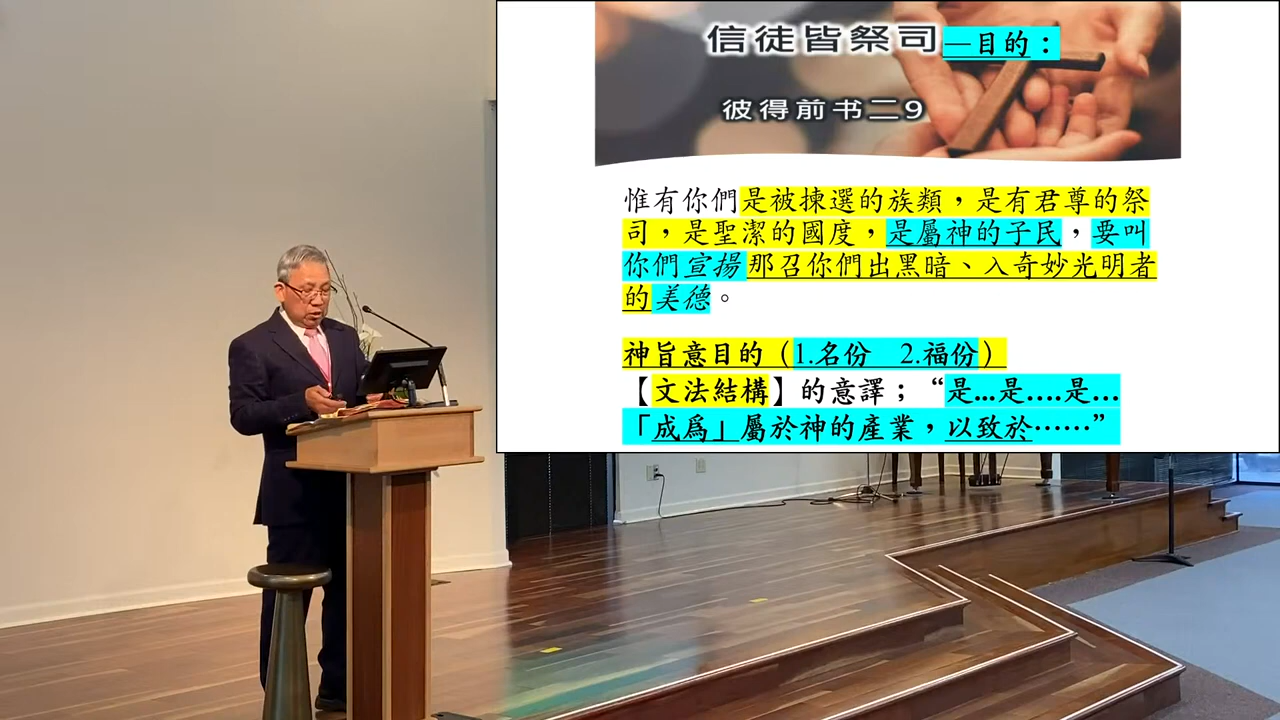 信徒皆祭司—目的：
彼得前书二9
惟有你們是被揀選的族類，是有君尊的祭
司，是聖潔的國度，是屬神的子民，要叫
你們宣揚那召你們出黑暗、入奇妙光明者
的美德。
神旨意目的（1.名份 2.福份）
【文法結構】的意譯；“是...是....是...
「成爲」屬於神的產業，以致於……”